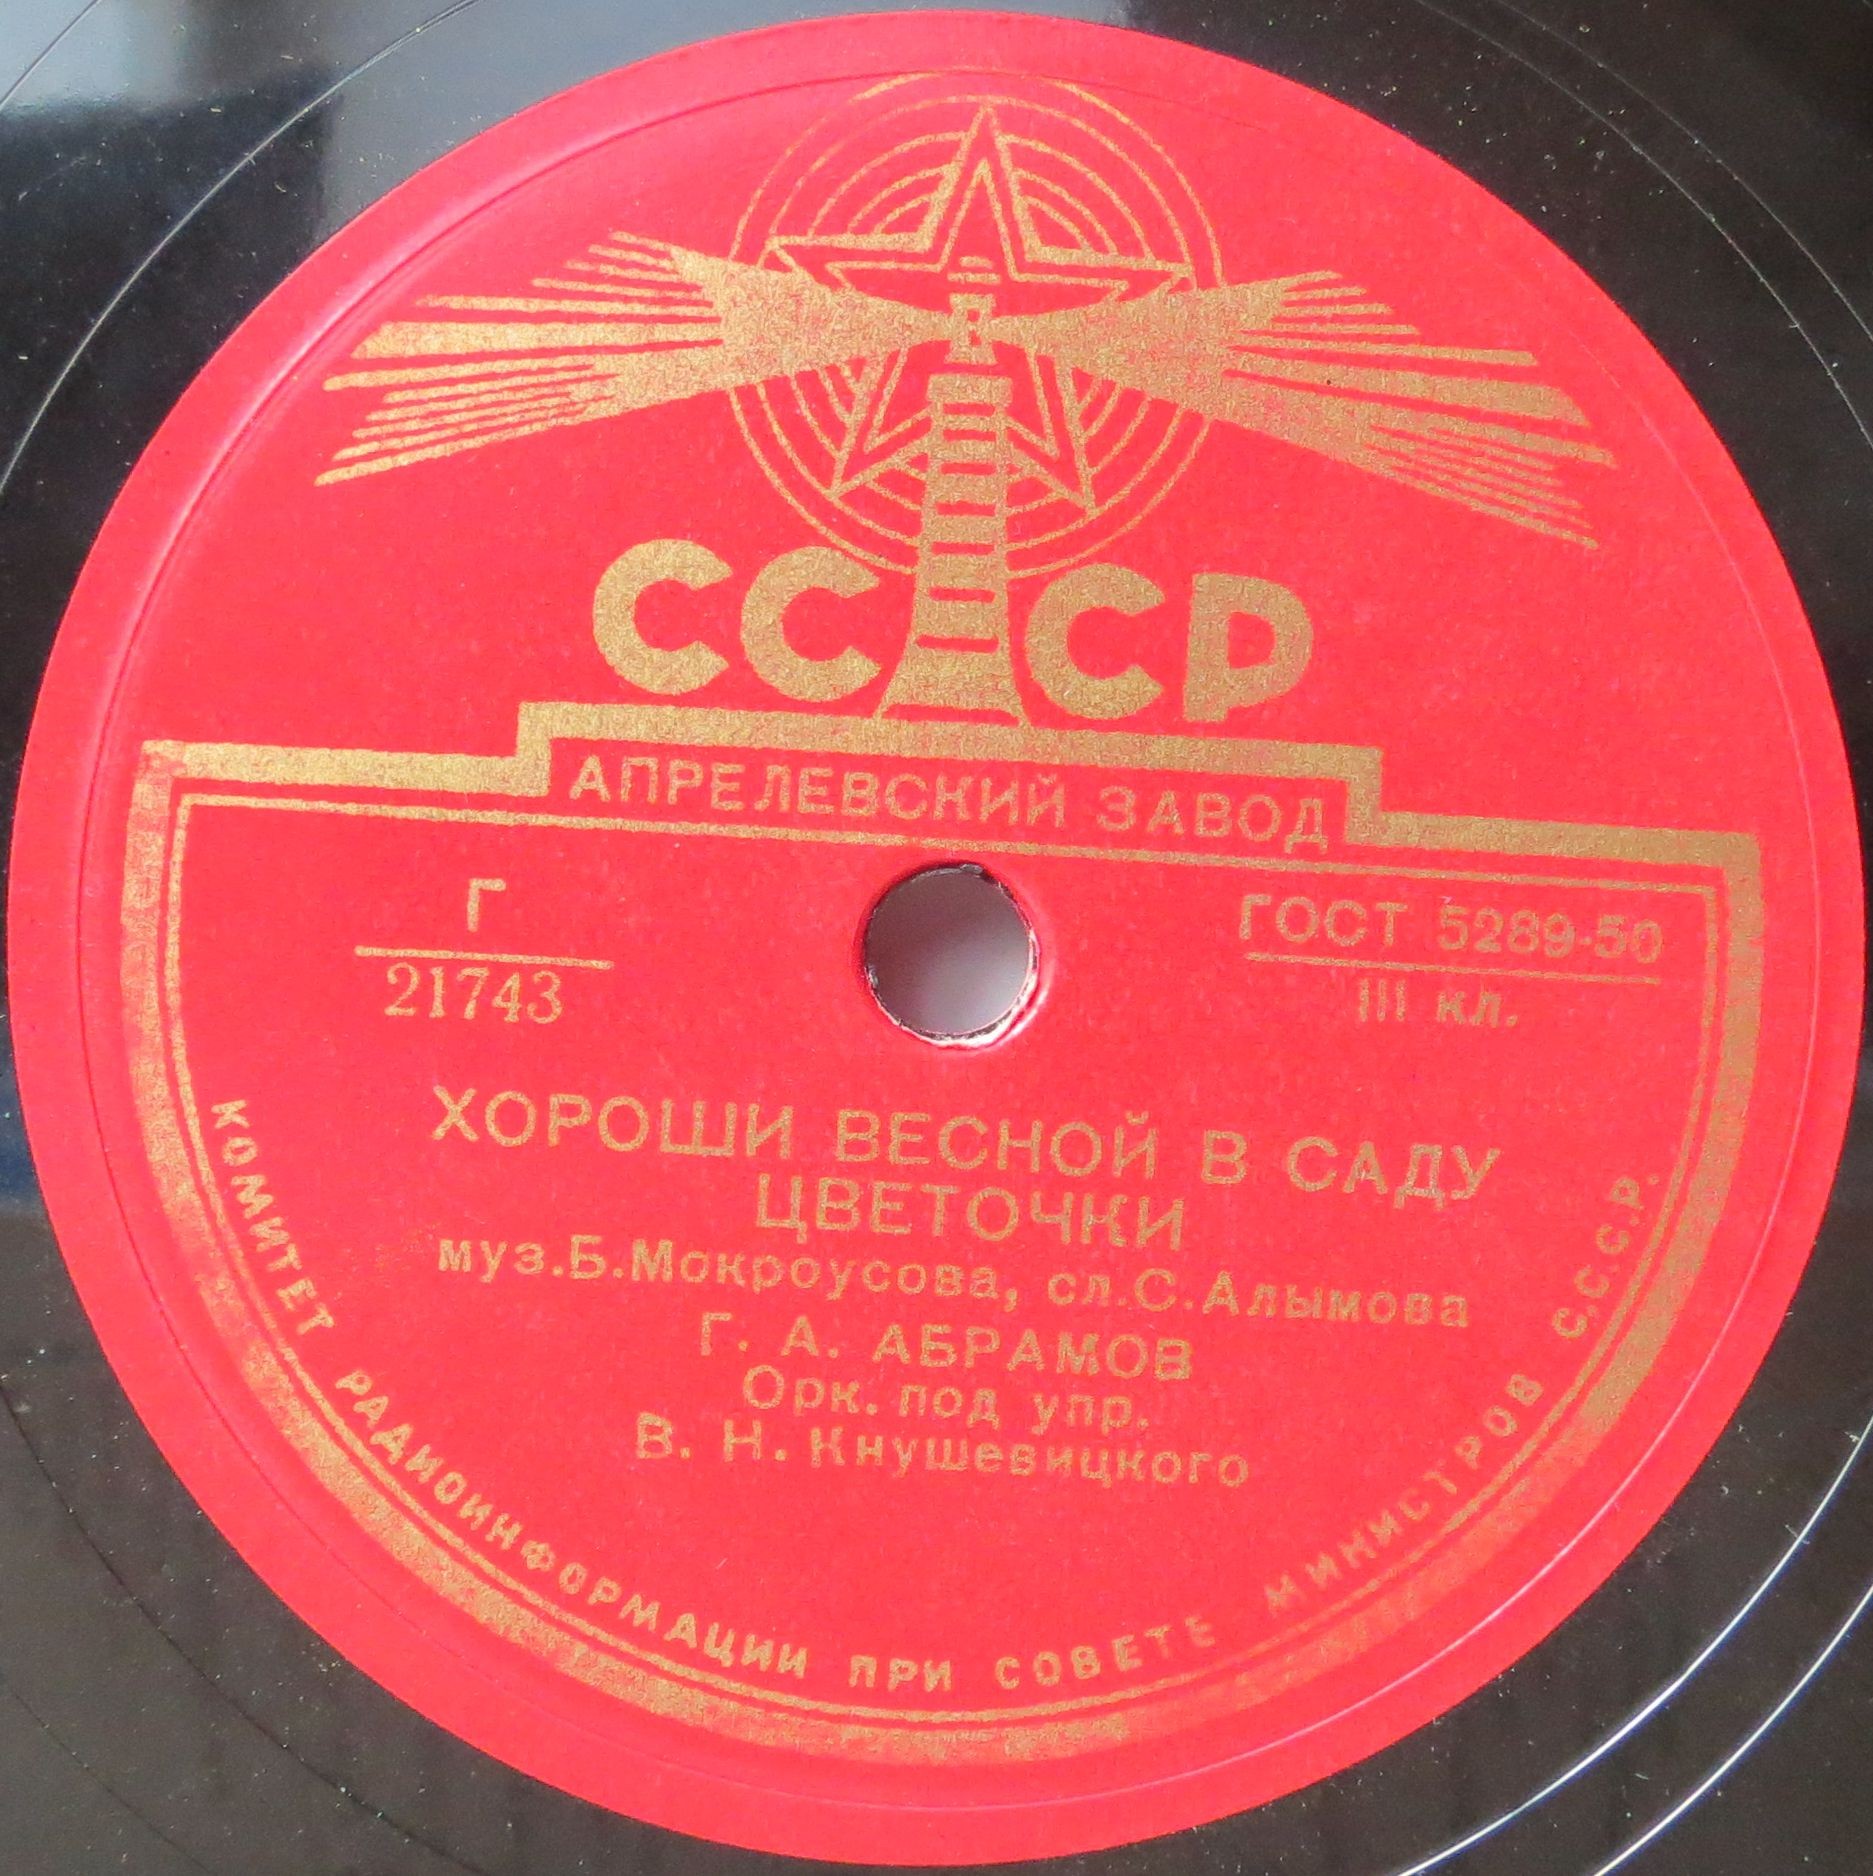 СССР
АПРЕЛЕВСКИЙ ЗАВОД
Г
21743
ГОСТ 5289-50
III кл.
ХОРОШИ ВЕСНОЙ В САДУ
ЦВЕТОЧКИ
муз.Б.Мокроусова, сл.С.Алымова
Г. А. АБРАМОВ
Орк. под упр.
В. Н. Кнушевицкого
КОМИТЕТ РАДИОИНФОРМАЦИИ ПРИ СОВЕТЕ МИНИСТРОВ С.С.С.Р.